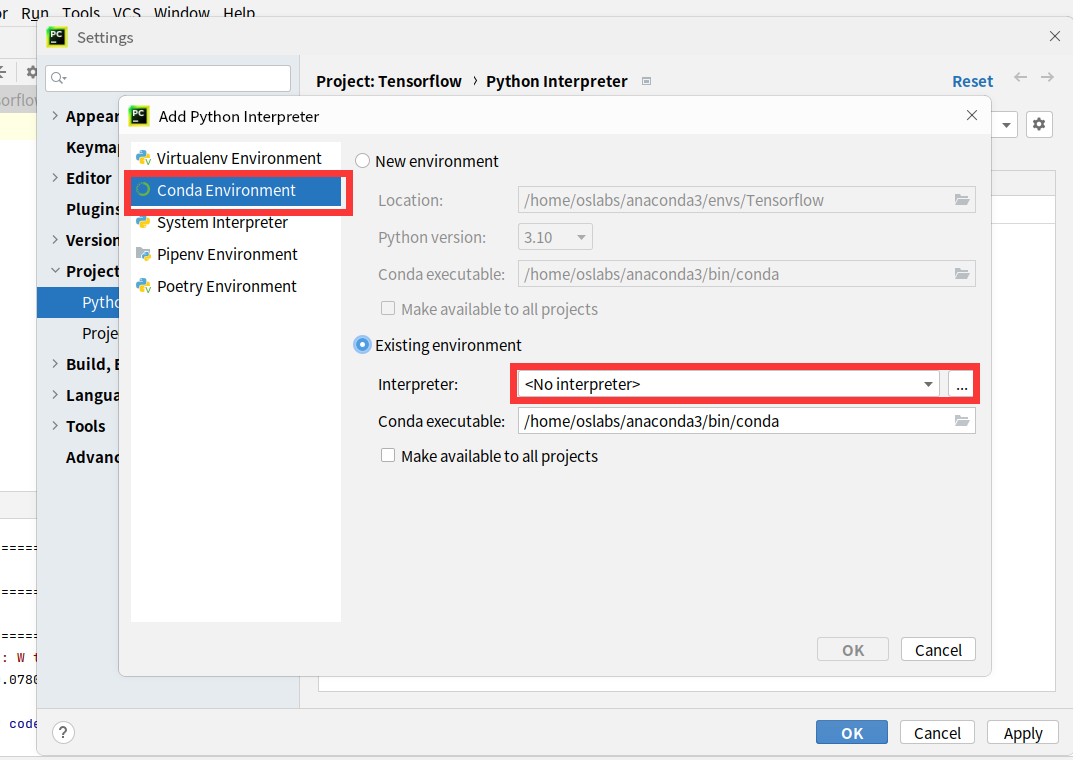 Run Tools VCS Window Help
Settings
Project: Tensorflow › Python Interpreter
Reset
Add Python Interpreter
Appear
Keymap
Editor
Plugins
Version
Project
Pytho
Proje
Build, E
Langua
Tools
Advanc
Virtualenv Environment
Conda Environment
System Interpreter
Pipenv Environment
Poetry Environment
New environment
Location: /home/oslabs/anaconda3/envs/Tensorflow
Python version: 3.10
Conda executable: /home/oslabs/anaconda3/bin/conda
Make available to all projects
Existing environment
Interpreter: <No interpreter> ...
Conda executable: /home/oslabs/anaconda3/bin/conda
Make available to all projects
OK Cancel
=====
=====
=====
: W t
.0780
code
? OK Cancel Apply